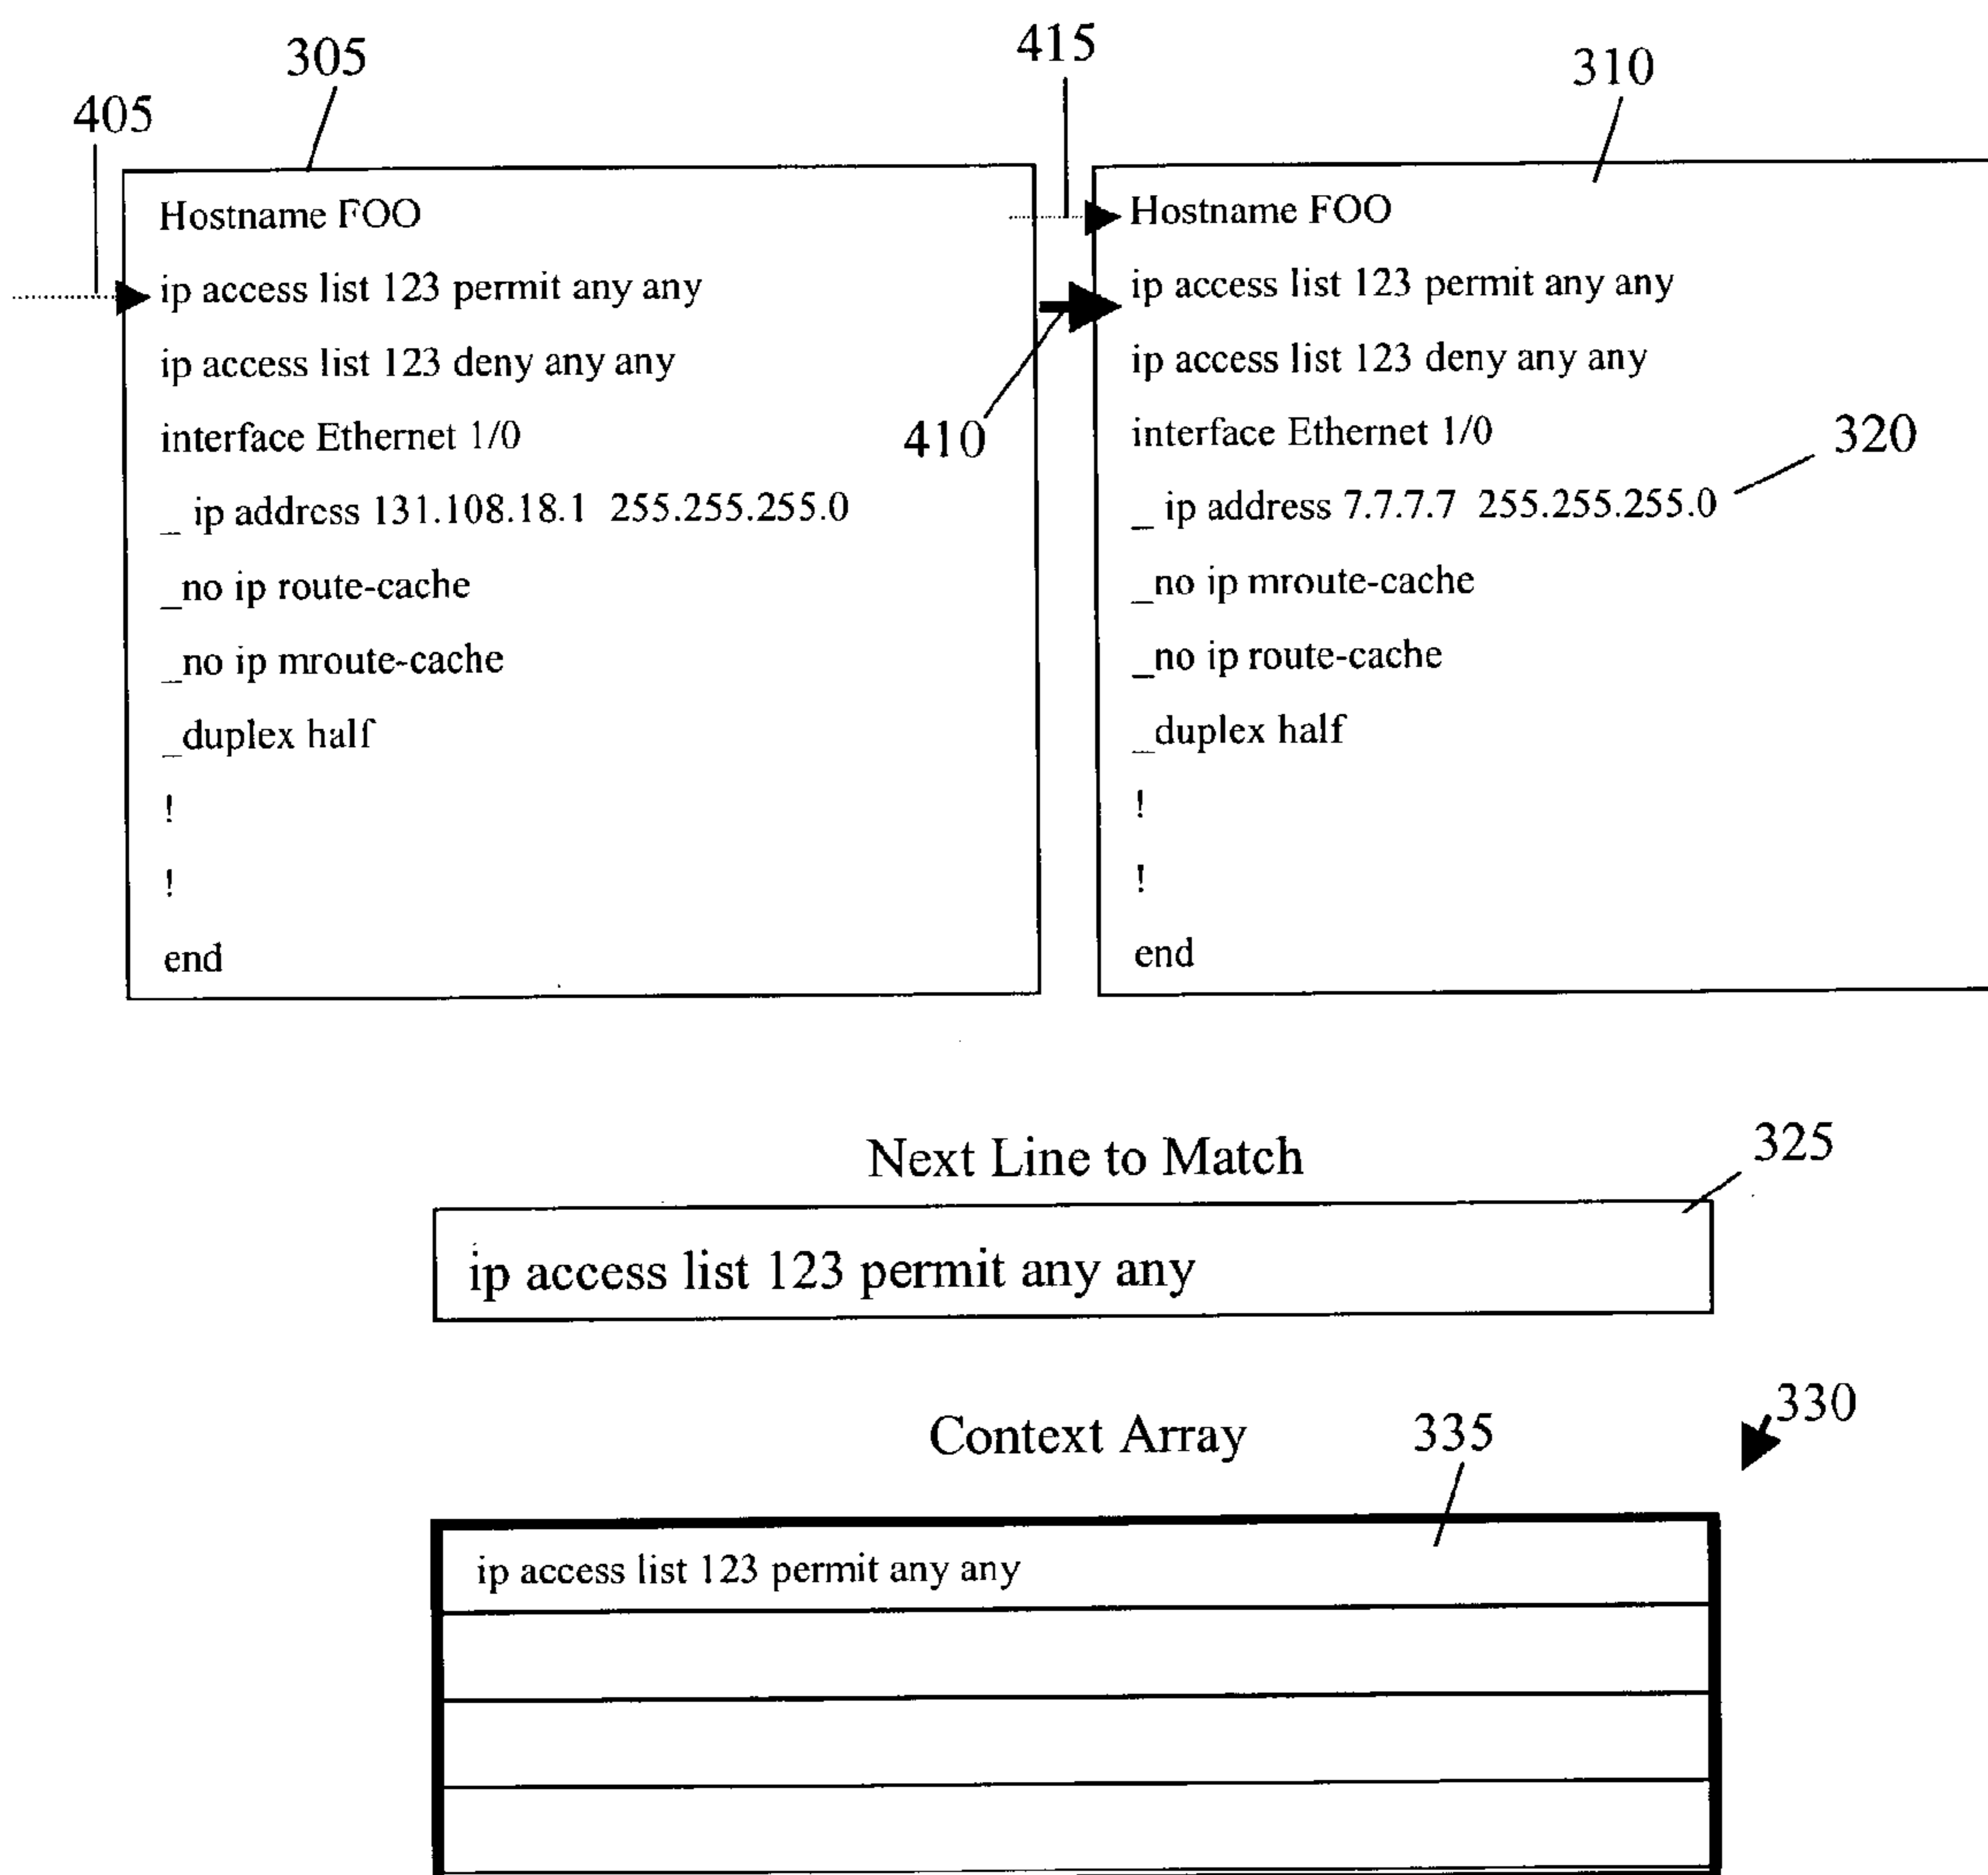 305
415
310
405
Hostname FOO
ip access list 123 permit any any
ip access list 123 deny any any
interface Ethernet 1/0
_ ip address 131.108.18.1 255.255.255.0
_no ip route-cache
_no ip mroute-cache
_duplex half
!
!
end
410
Hostname FOO
ip access list 123 permit any any
ip access list 123 deny any any
interface Ethernet 1/0
_ ip address 7.7.7.7 255.255.255.0
_no ip mroute-cache
_no ip route-cache
_duplex half
!
!
end
320
Next Line to Match
325
ip access list 123 permit any any
Context Array
335
330
ip access list 123 permit any any